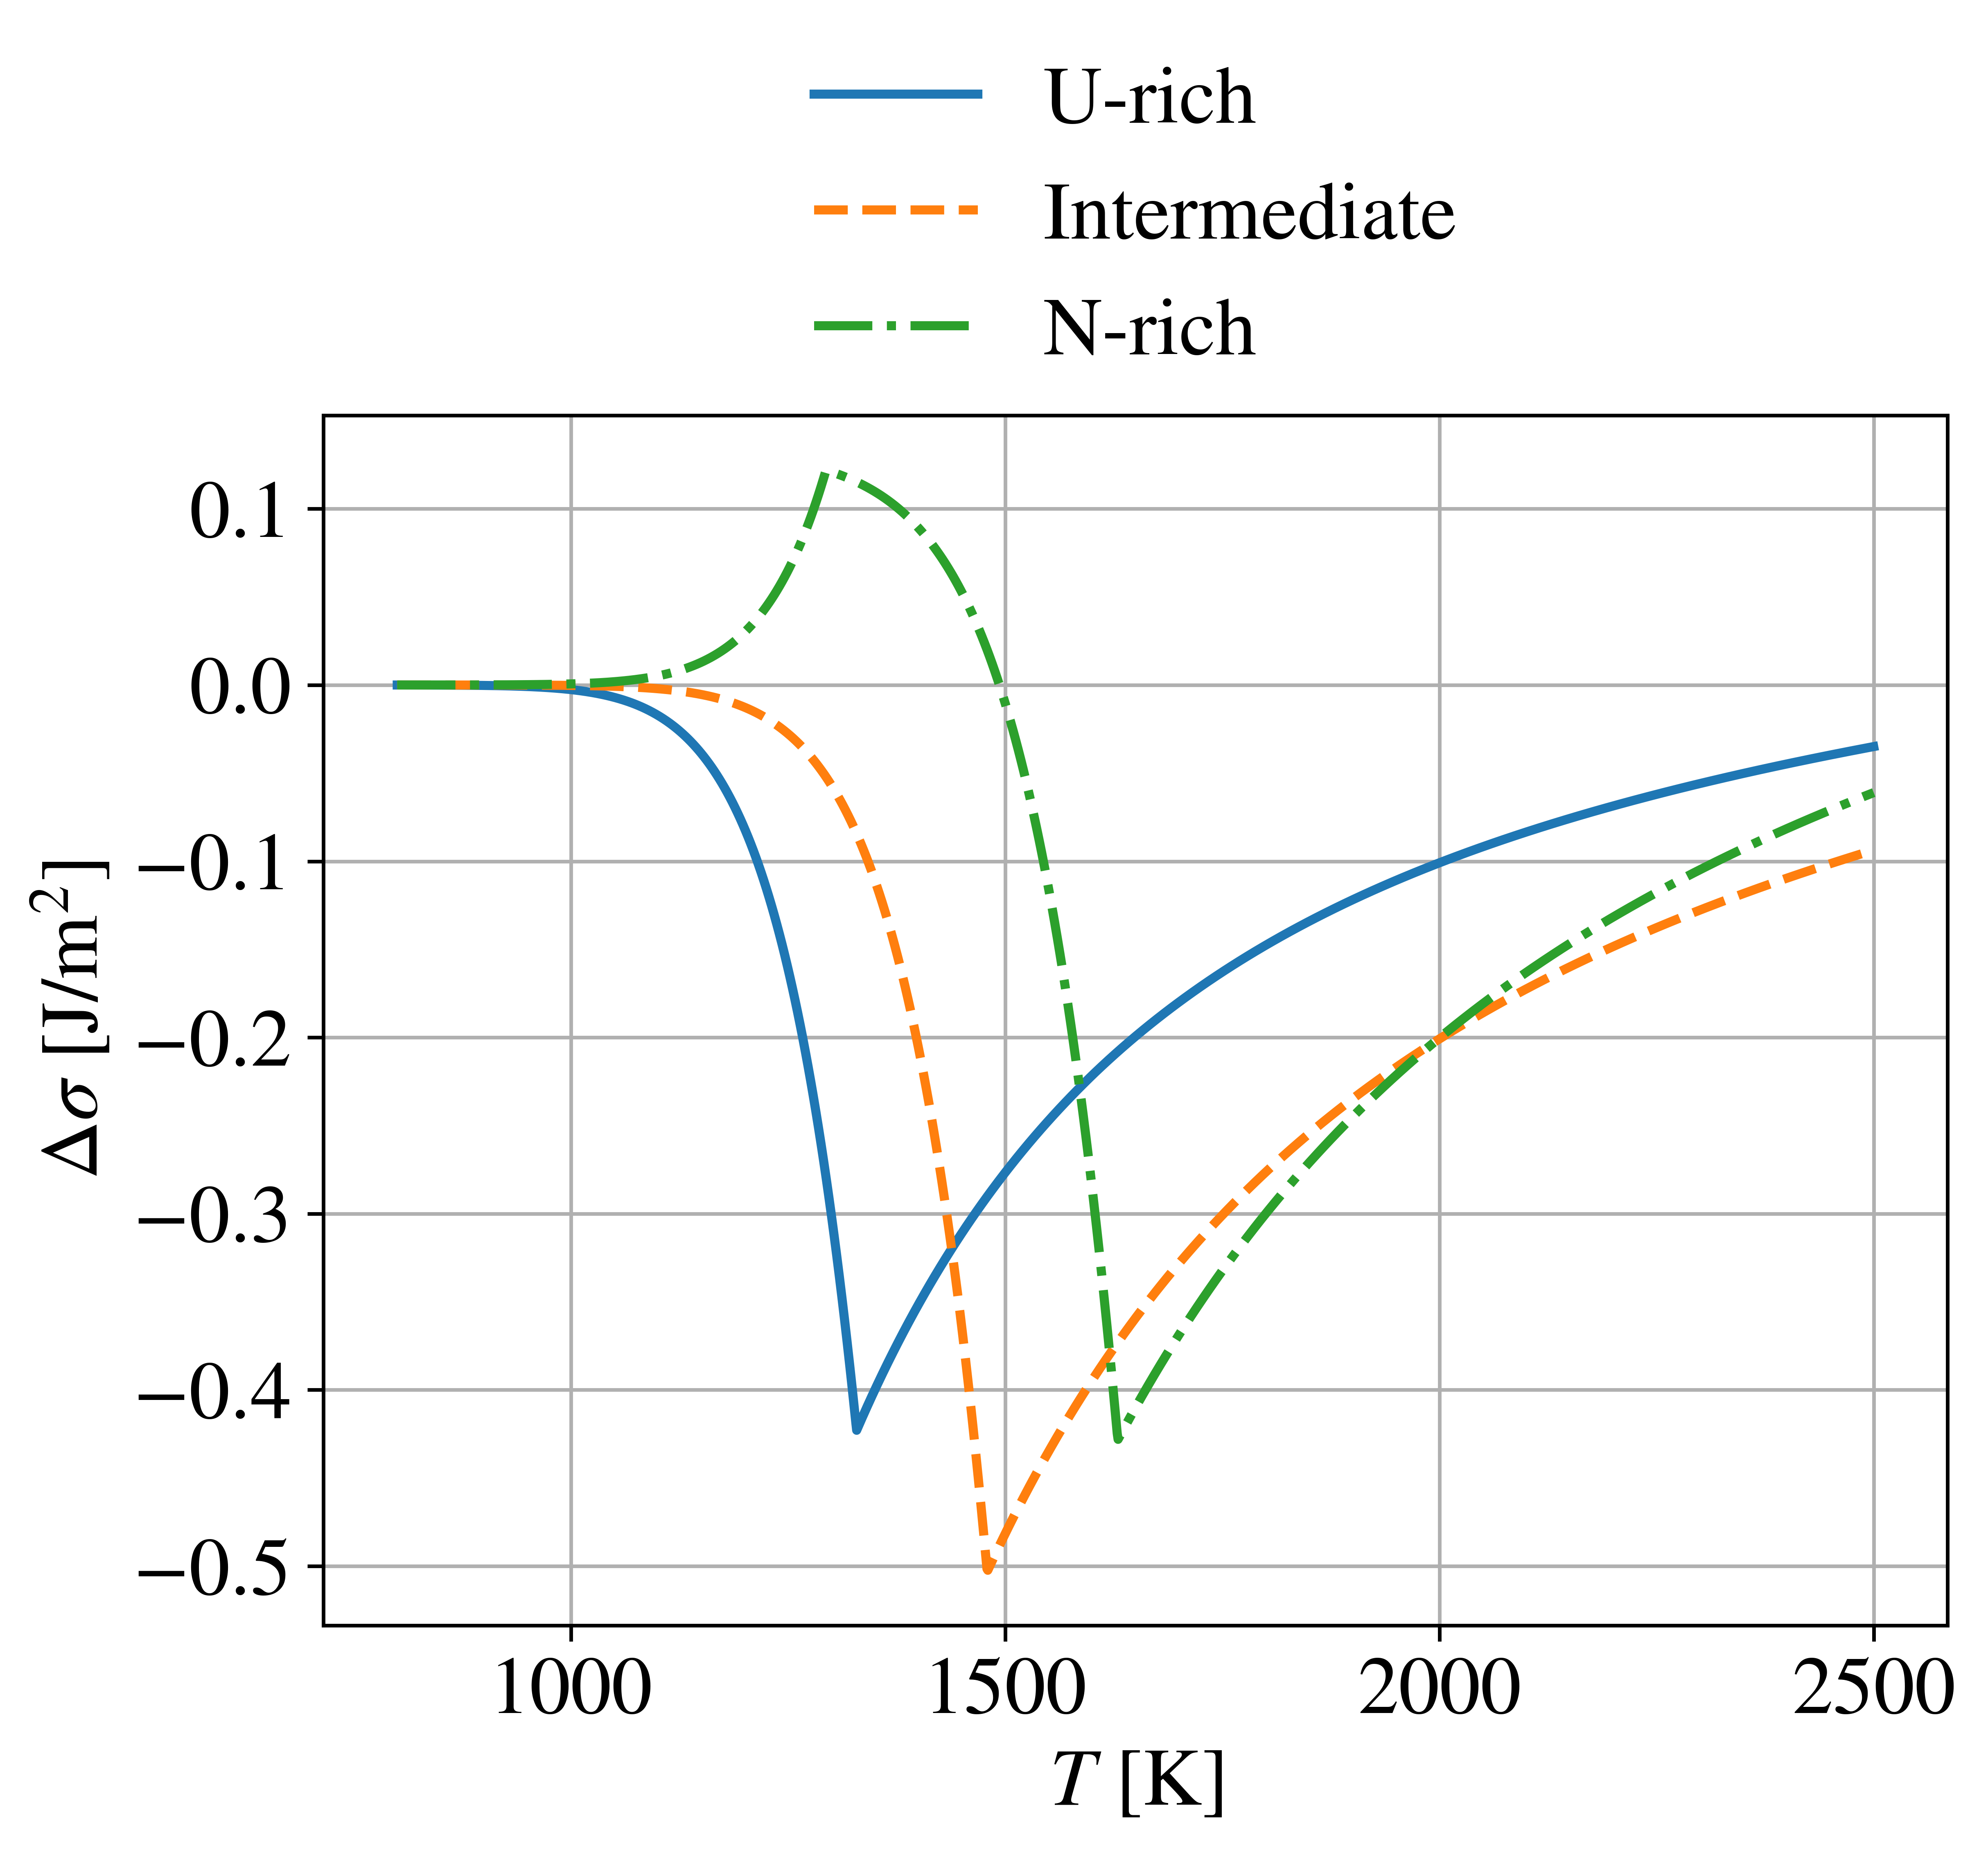 U-rich
Intermediate
N-rich
0.1
0.0
−0.1
−0.2
−0.3
−0.4
−0.5
Δσ [J/m²]
1000 1500 2000 2500
T [K]